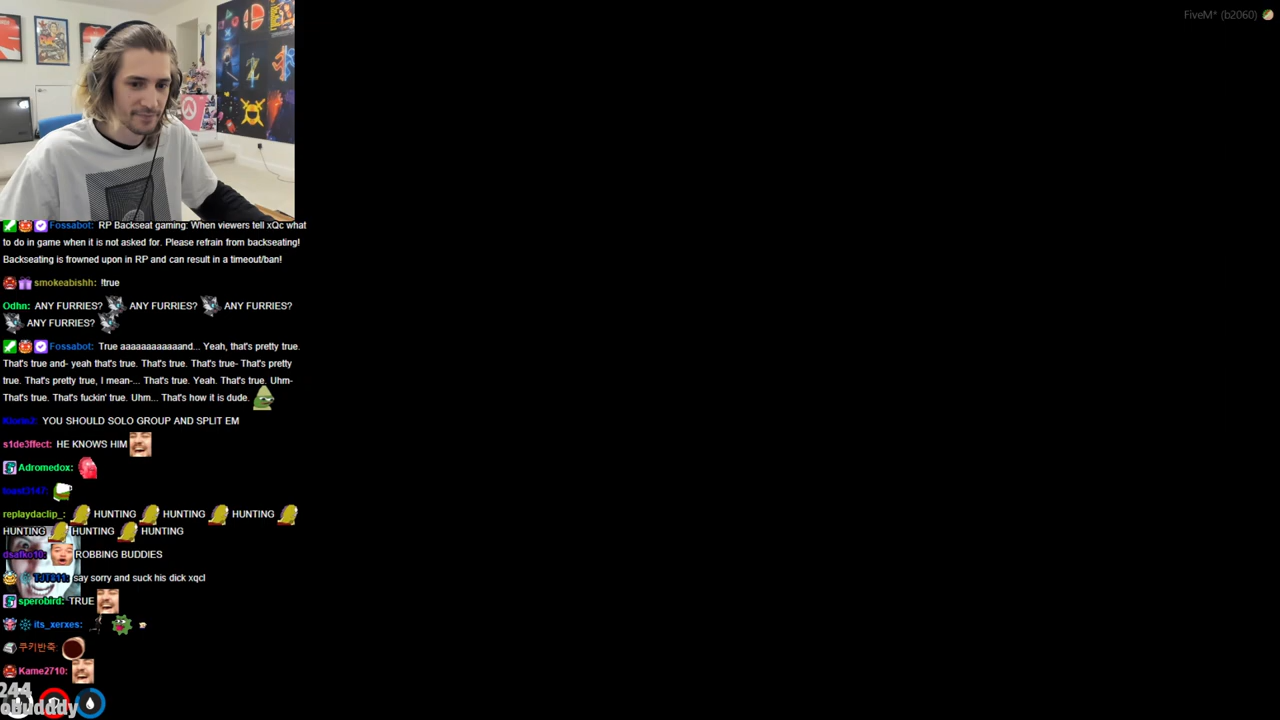 FiveM* (b2060)
Fossabot: RP Backseat gaming: When viewers tell xQc what
to do in game when it is not asked for. Please refrain from backseating!
Backseating is frowned upon in RP and can result in a timeout/ban!
smokeabishh: !true
Odhn: ANY FURRIES? ANY FURRIES? ANY FURRIES?
ANY FURRIES?
Fossabot: True aaaaaaaaaaaand... Yeah, that's pretty true.
That's true and- yeah that's true. That's true. That's true- That's pretty
true. That's pretty true, I mean-... That's true. Yeah. That's true. Uhm-
That's true. That's fuckin' true. Uhm... That's how it is dude.
YOU SHOULD SOLO GROUP AND SPLIT EM
s1de3ffect: HE KNOWS HIM
Adromedox:
replaydaclip_: HUNTING HUNTING HUNTING
HUNTING HUNTING HUNTING
dsafko10: ROBBING BUDDIES
say sorry and suck his dick xqcl
sperobird: TRUE
its_xerxes:
쿠키반죽:
Kame2710:
244
obudddy